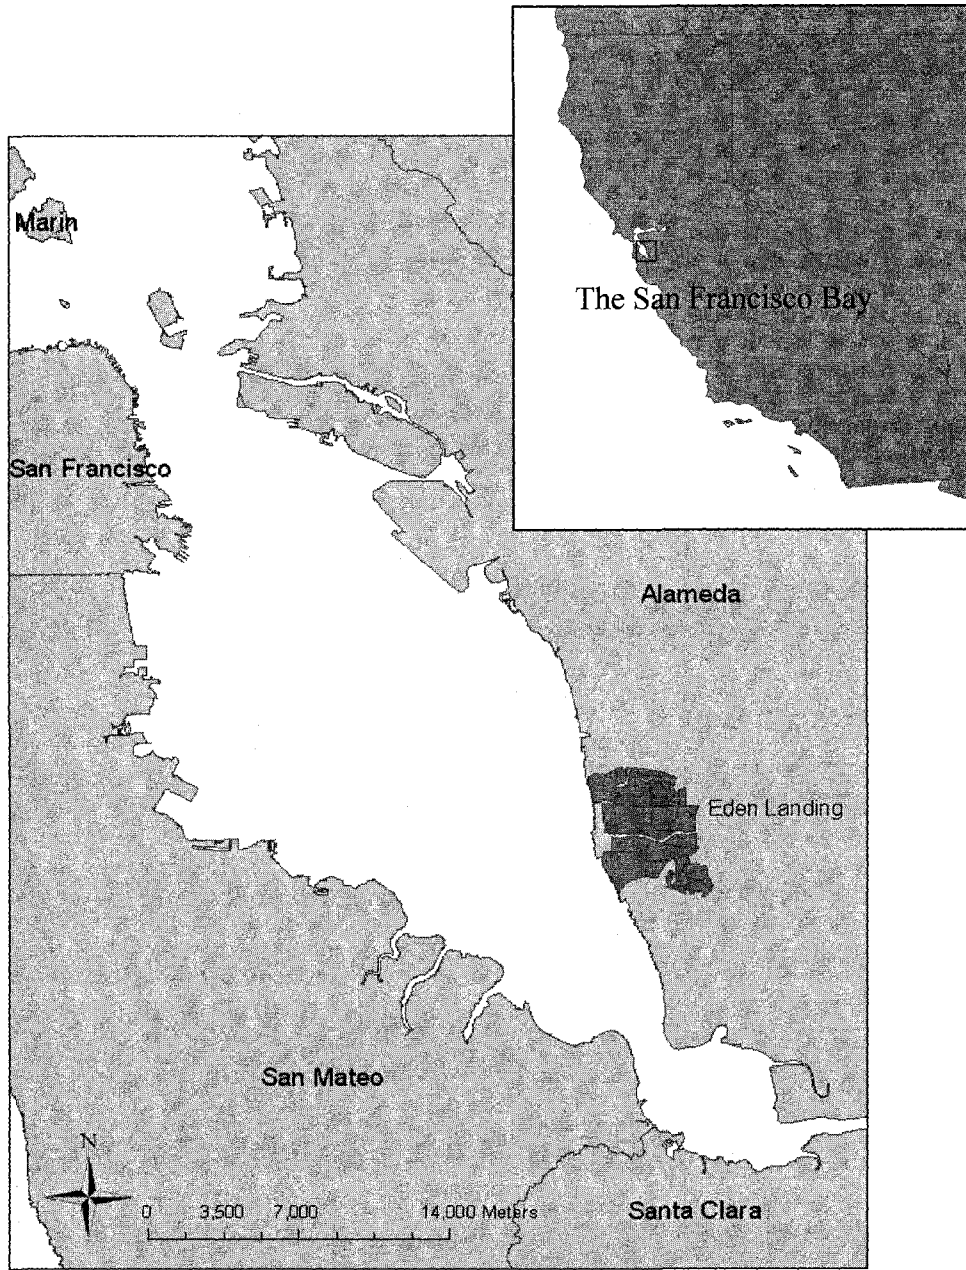 Marin
The San Francisco Bay
San Francisco
Alameda
Eden Landing
San Mateo
N
0 3,500 7,000 14,000 Meters
Santa Clara